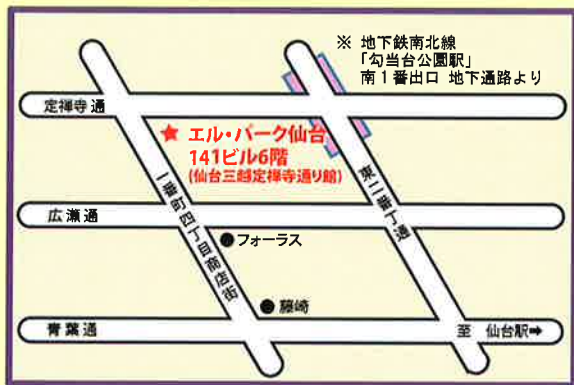 ※ 地下鉄南北線
「勾当台公園駅」
南1番出口 地下通路より
定禅寺通
★ エル・パーク仙台
141ビル6階
(仙台三越定禅寺通り館)
東二番丁通
一番町四丁目商店街
広瀬通
●フォーラス
●藤崎
青葉通
至 仙台駅➡